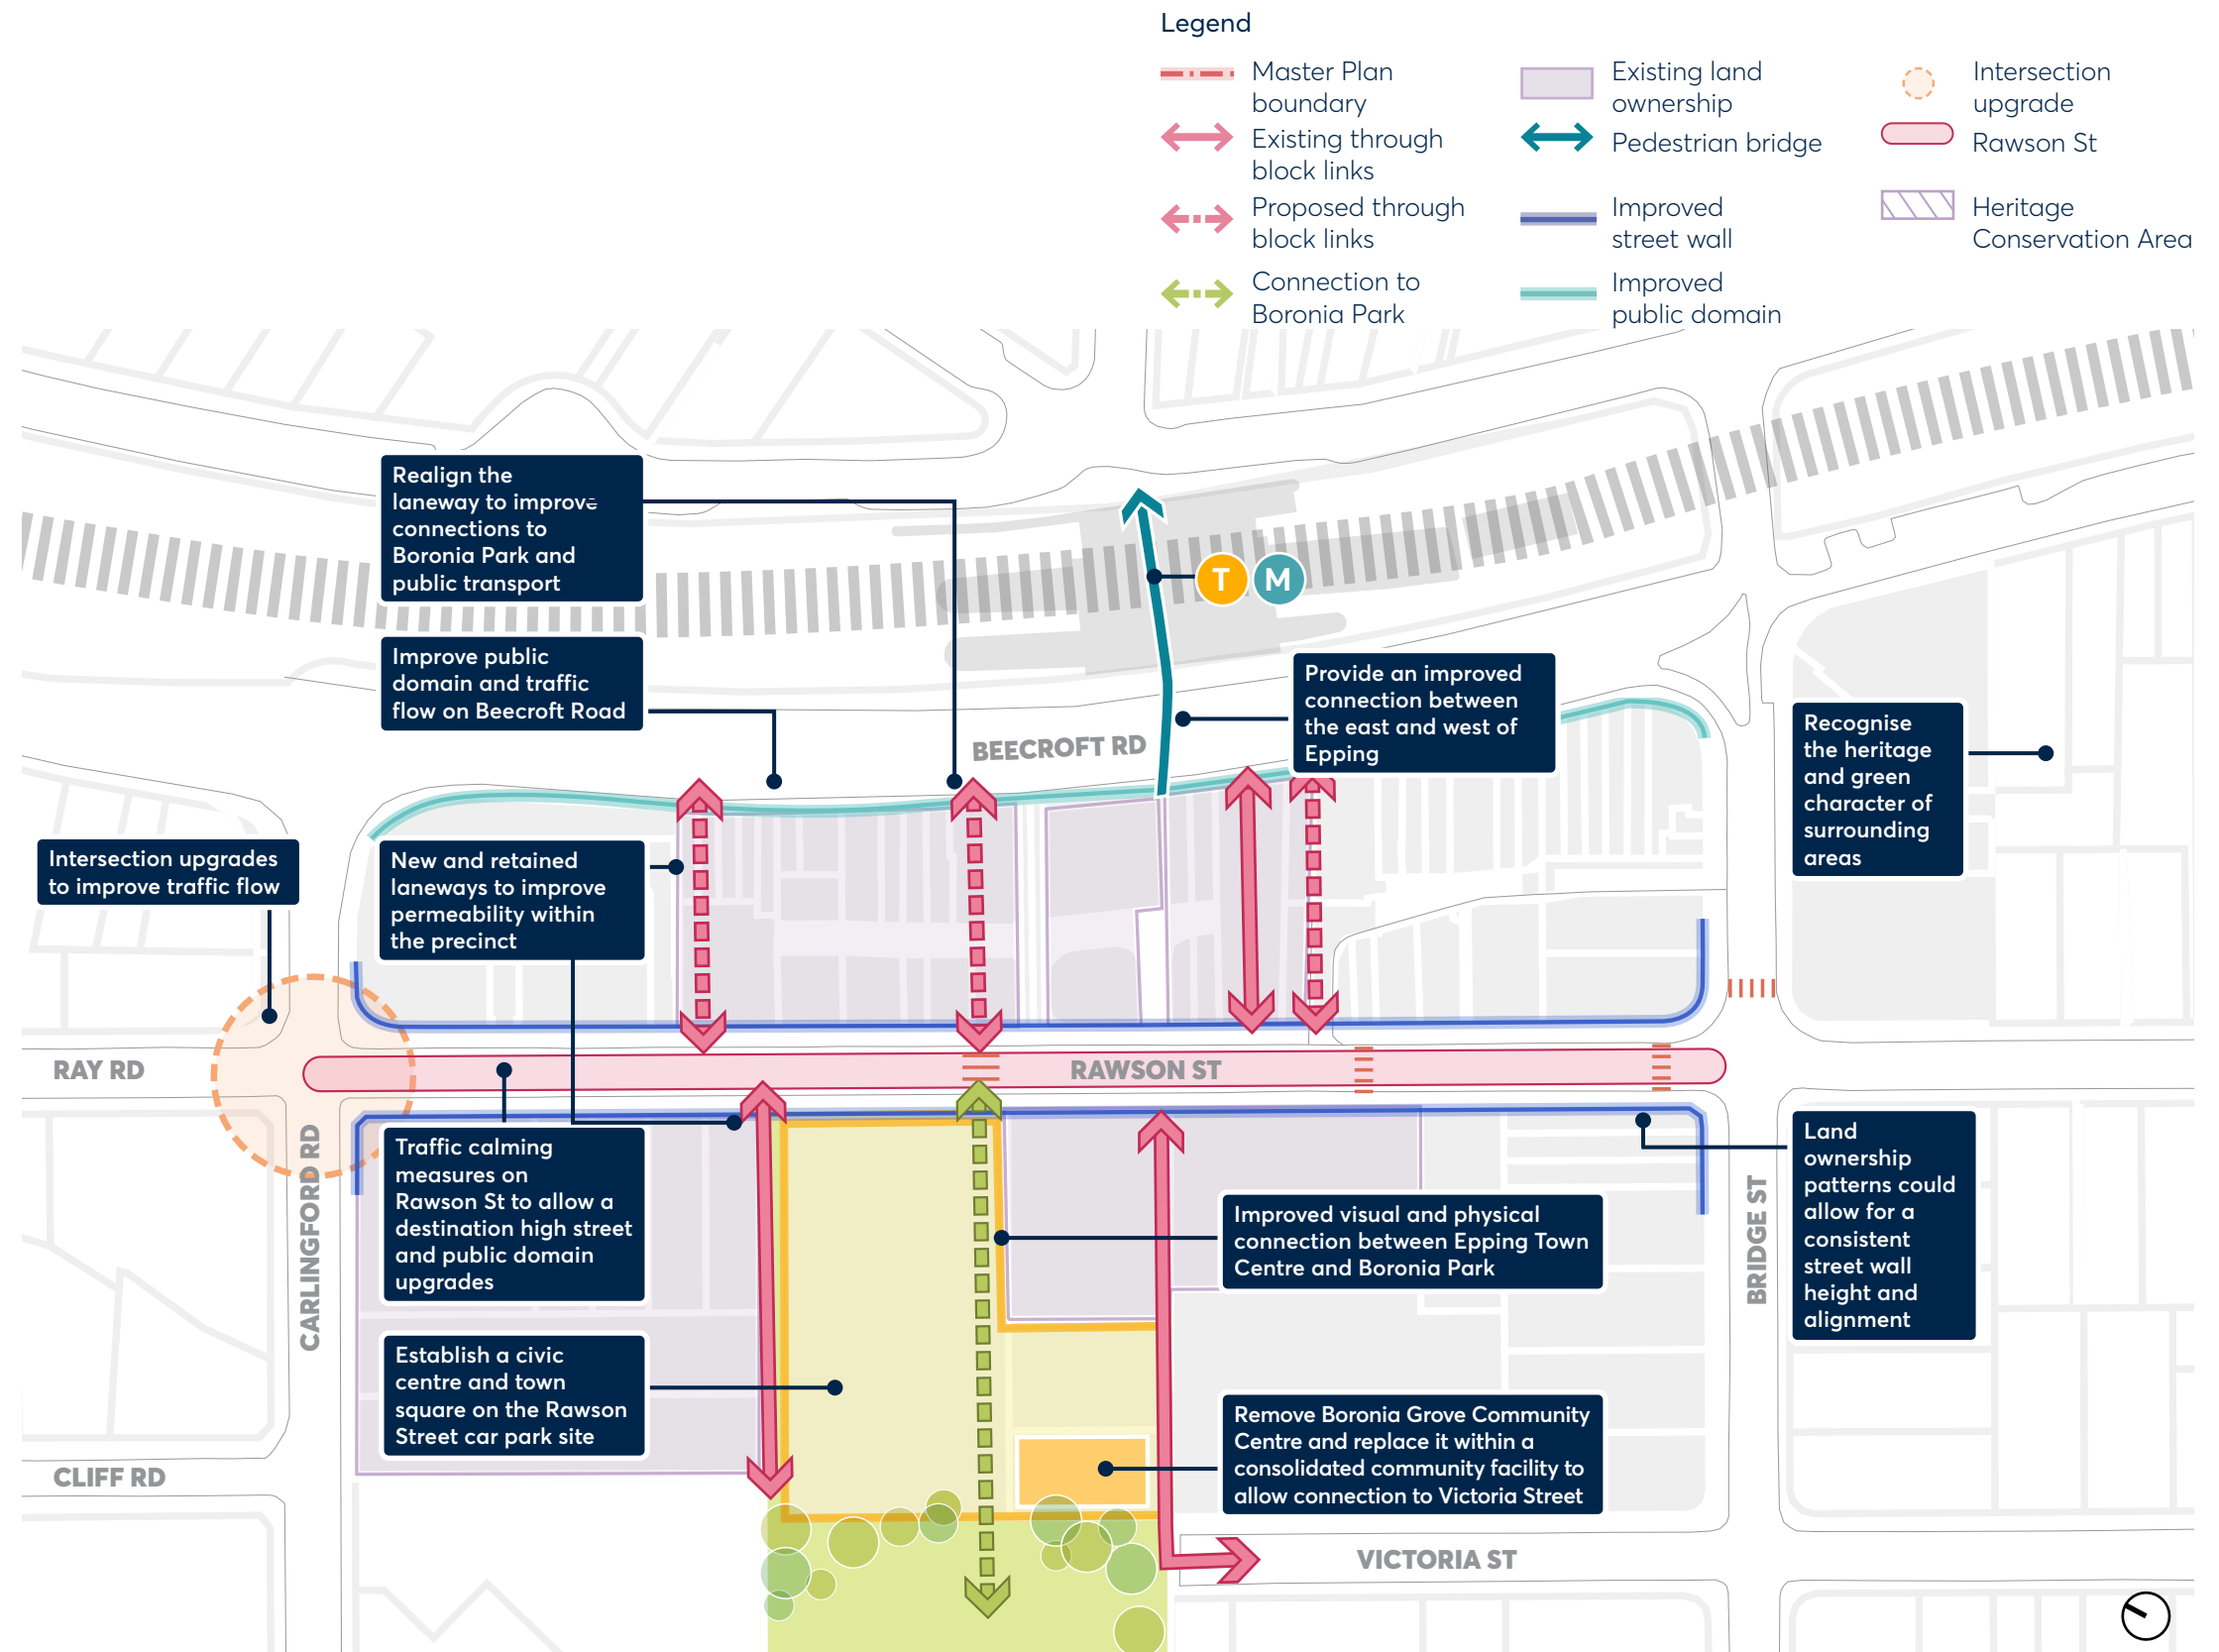 Legend
Master Plan
boundary
Existing through
block links
Proposed through
block links
Connection to
Boronia Park
Existing land
ownership
Pedestrian bridge
Improved
street wall
Improved
public domain
Intersection
upgrade
Rawson St
Heritage
Conservation Area
Realign the
laneway to improve
connections to
Boronia Park and
public transport
T
M
Improve public
domain and traffic
flow on Beecroft Road
Provide an improved
connection between
the east and west of
Epping
BEECROFT RD
Recognise
the heritage
and green
character of
surrounding
areas
Intersection upgrades
to improve traffic flow
New and retained
laneways to improve
permeability within
the precinct
RAY RD
RAWSON ST
CARLINGFORD RD
Traffic calming
measures on
Rawson St to allow a
destination high street
and public domain
upgrades
Improved visual and physical
connection between Epping Town
Centre and Boronia Park
BRIDGE ST
Land
ownership
patterns could
allow for a
consistent
street wall
height and
alignment
Establish a civic
centre and town
square on the Rawson
Street car park site
Remove Boronia Grove Community
Centre and replace it within a
consolidated community facility to
allow connection to Victoria Street
CLIFF RD
VICTORIA ST